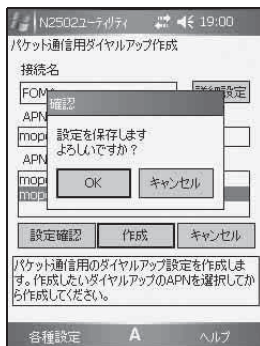 N2502ユーティリティ 19:00
パケット通信用ダイヤルアップ作成
接続名
FOM
確認
APN
mop
設定を保存します
よろしいですか？
APN
mop
mop
OK キャンセル
設定確認 作成 キャンセル
パケット通信用のダイヤルアップ設定を作成しま
す。作成したいダイヤルアップのAPNを選択してか
ら作成してください。
各種設定 A ヘルプ